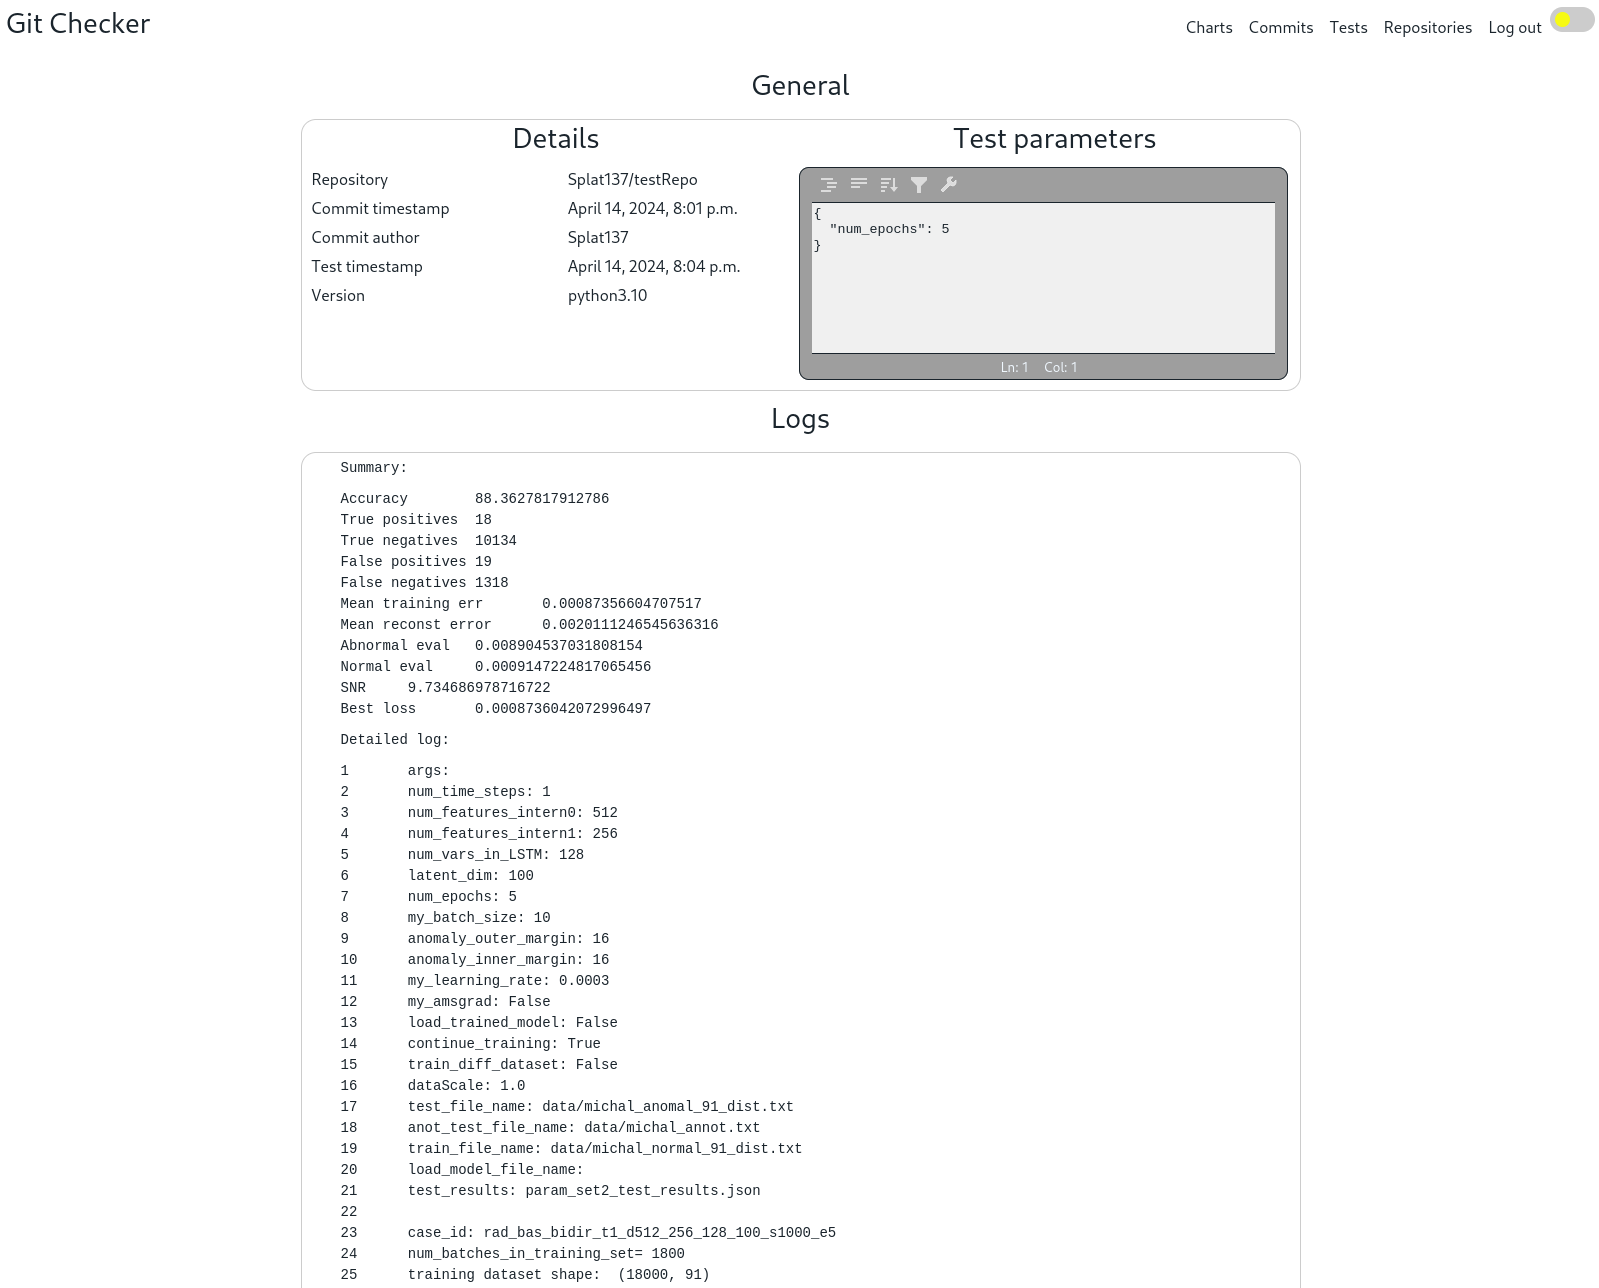 Git Checker
Charts Commits Tests Repositories Log out
General
Details
Repository Splat137/testRepo
Commit timestamp April 14, 2024, 8:01 p.m.
Commit author Splat137
Test timestamp April 14, 2024, 8:04 p.m.
Version python3.10
Test parameters
{
"num_epochs": 5
}
Ln: 1 Col: 1
Logs
Summary:
Accuracy 88.3627817912786
True positives 18
True negatives 10134
False positives 19
False negatives 1318
Mean training err 0.00087356604707517
Mean reconst error 0.0020111246545636316
Abnormal eval 0.008904537031808154
Normal eval 0.0009147224817065456
SNR 9.734686978716722
Best loss 0.0008736042072996497
Detailed log:
1 args:
2 num_time_steps: 1
3 num_features_intern0: 512
4 num_features_intern1: 256
5 num_vars_in_LSTM: 128
6 latent_dim: 100
7 num_epochs: 5
8 my_batch_size: 10
9 anomaly_outer_margin: 16
10 anomaly_inner_margin: 16
11 my_learning_rate: 0.0003
12 my_amsgrad: False
13 load_trained_model: False
14 continue_training: True
15 train_diff_dataset: False
16 dataScale: 1.0
17 test_file_name: data/michal_anomal_91_dist.txt
18 anot_test_file_name: data/michal_annot.txt
19 train_file_name: data/michal_normal_91_dist.txt
20 load_model_file_name:
21 test_results: param_set2_test_results.json
22
23 case_id: rad_bas_bidir_t1_d512_256_128_100_s1000_e5
24 num_batches_in_training_set= 1800
25 training dataset shape: (18000, 91)